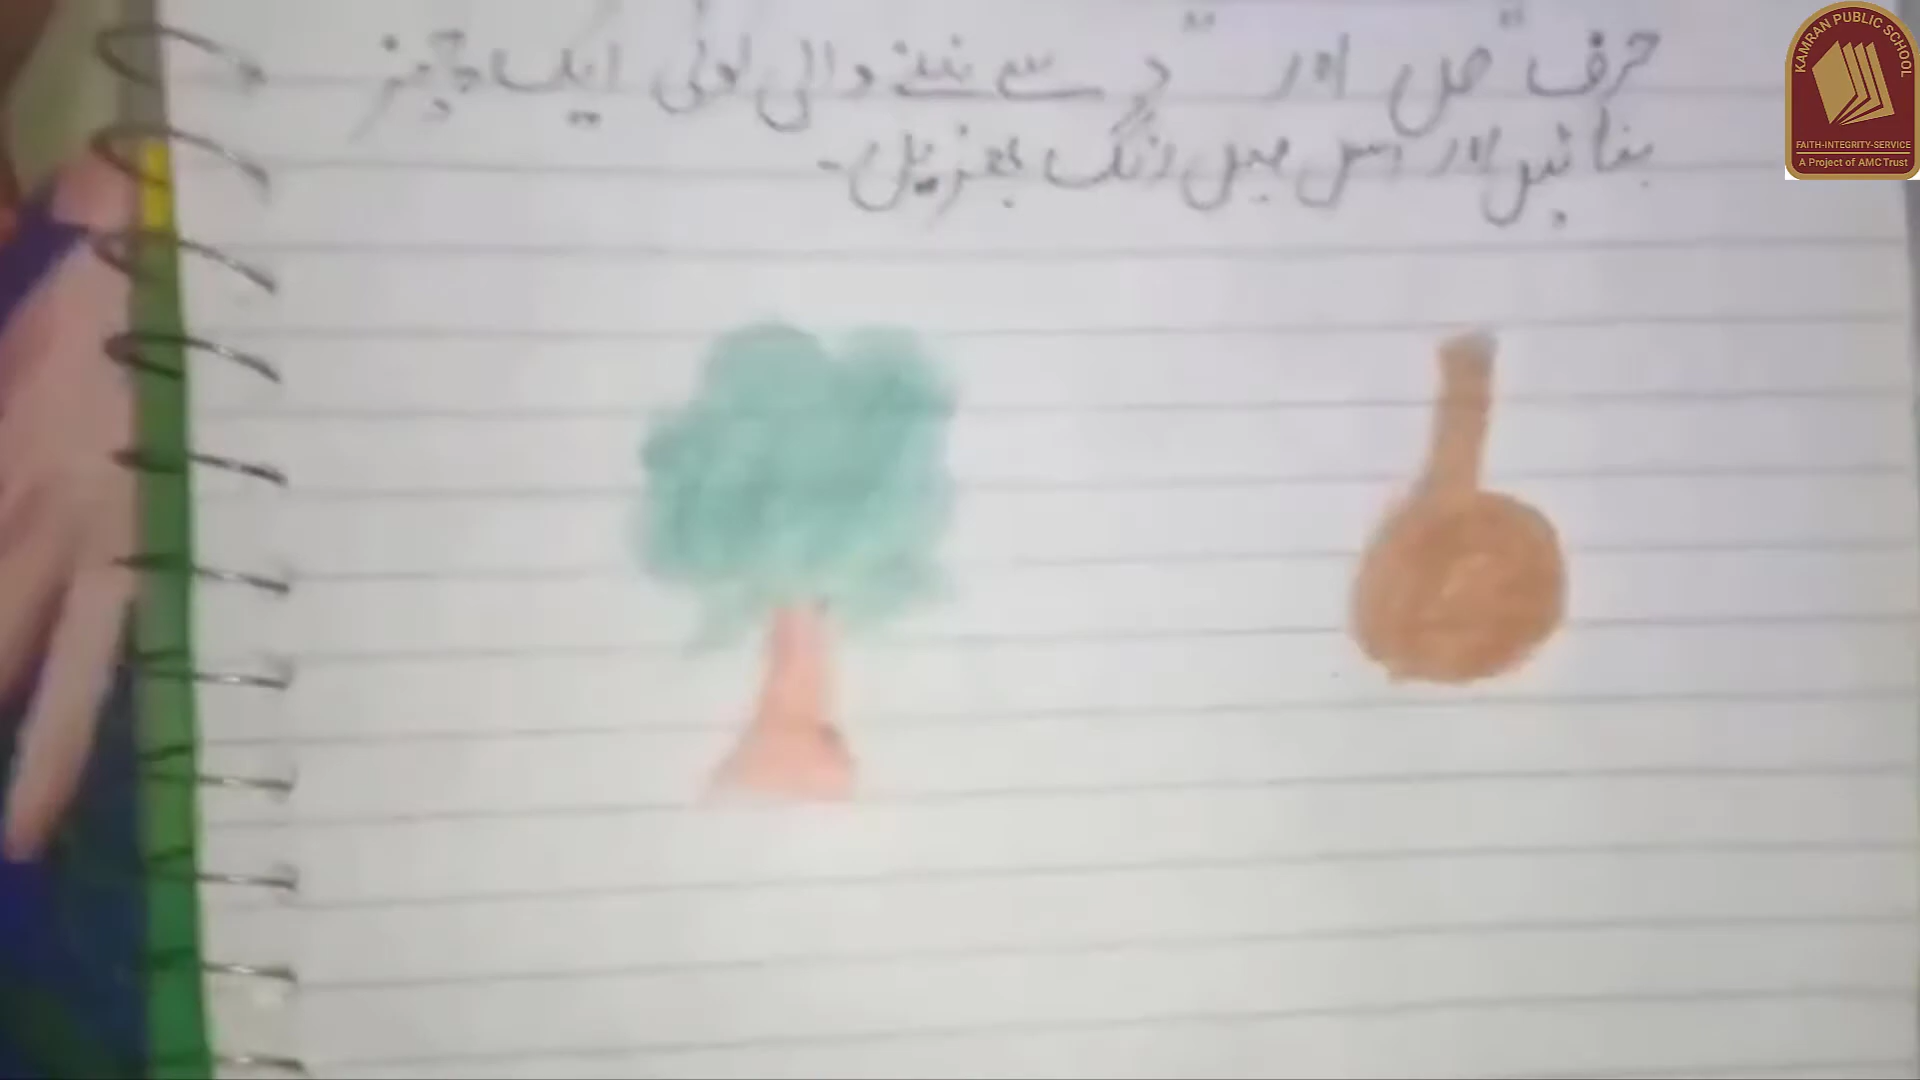 حرف "ص" اور "د" سے بننے والی کوئی ایک چیز
بنائیں اور اس میں رنگ بھریں۔
KAMRAN PUBLIC SCHOOL
FAITH-INTEGRITY-SERVICE
A Project of AMC Trust